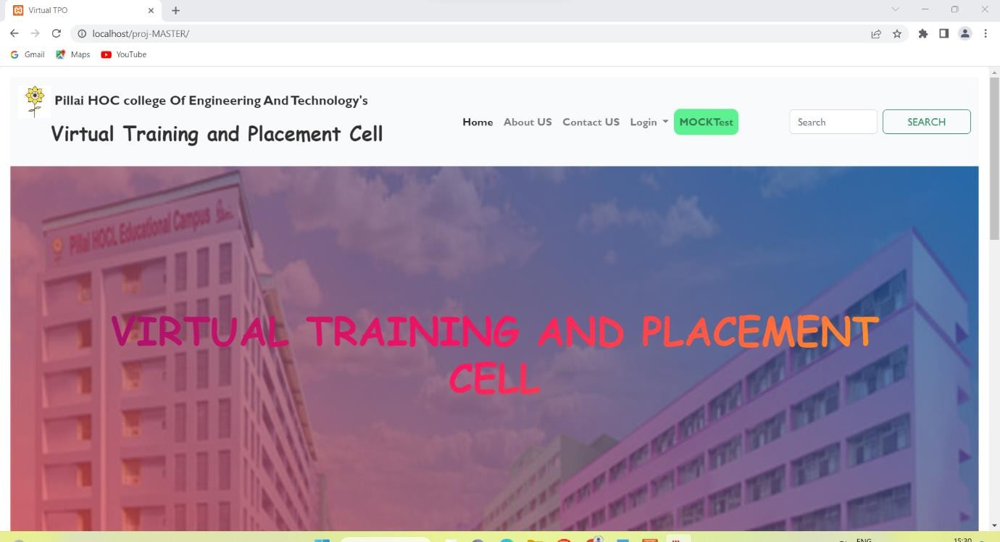 Virtual TPO
localhost/proj-MASTER/
Gmail Maps YouTube
Pillai HOC college Of Engineering And Technology's
Virtual Training and Placement Cell
Home About US Contact US Login MOCKTest
Search SEARCH
Pillai HOCL Educational Campus
VIRTUAL TRAINING AND PLACEMENT
CELL
ENG
15:30